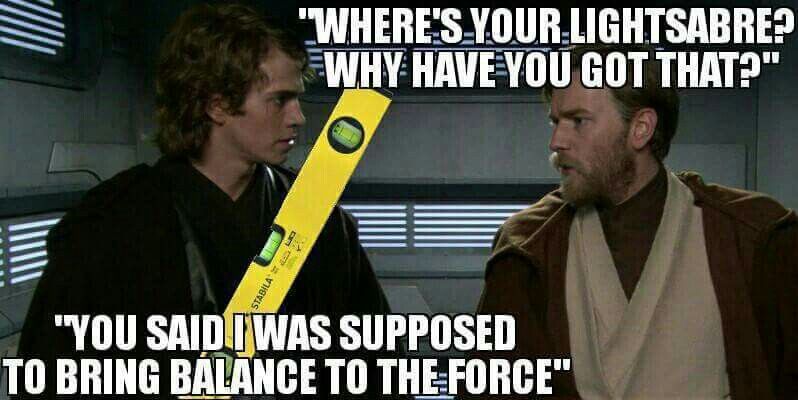 "WHERE'S YOUR LIGHTSABRE?
WHY HAVE YOU GOT THAT?"
STABILA
"YOU SAID I WAS SUPPOSED
TO BRING BALANCE TO THE FORCE"